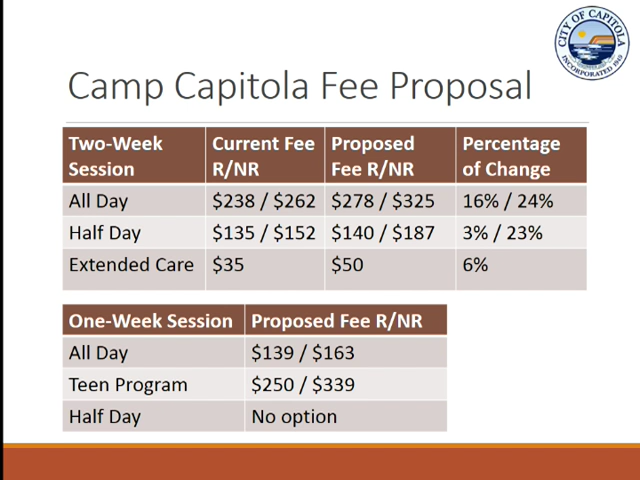 CITY OF CAPITOLA
INCORPORATED 1949
Camp Capitola Fee Proposal
Two-Week Session Current Fee R/NR Proposed Fee R/NR Percentage of Change
All Day $238 / $262 $278 / $325 16% / 24%
Half Day $135 / $152 $140 / $187 3% / 23%
Extended Care $35 $50 6%
One-Week Session Proposed Fee R/NR
All Day $139 / $163
Teen Program $250 / $339
Half Day No option